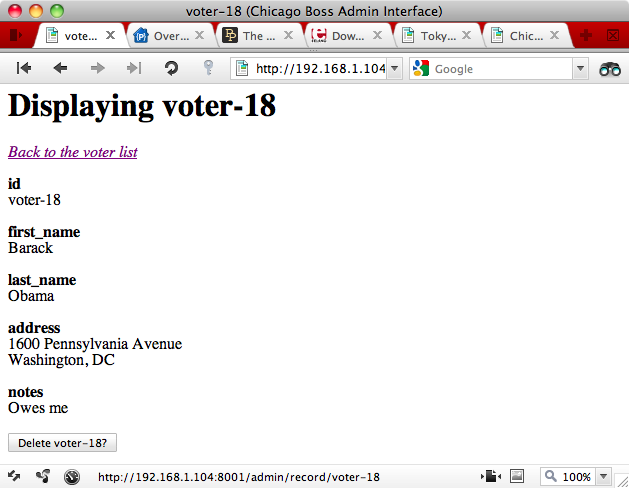 voter-18 (Chicago Boss Admin Interface)
vote...
Over...
The ...
Dow...
Toky...
Chic...
http://192.168.1.104
Google
Displaying voter-18
Back to the voter list
id
voter-18
first_name
Barack
last_name
Obama
address
1600 Pennsylvania Avenue
Washington, DC
notes
Owes me
Delete voter-18?
http://192.168.1.104:8001/admin/record/voter-18
100%